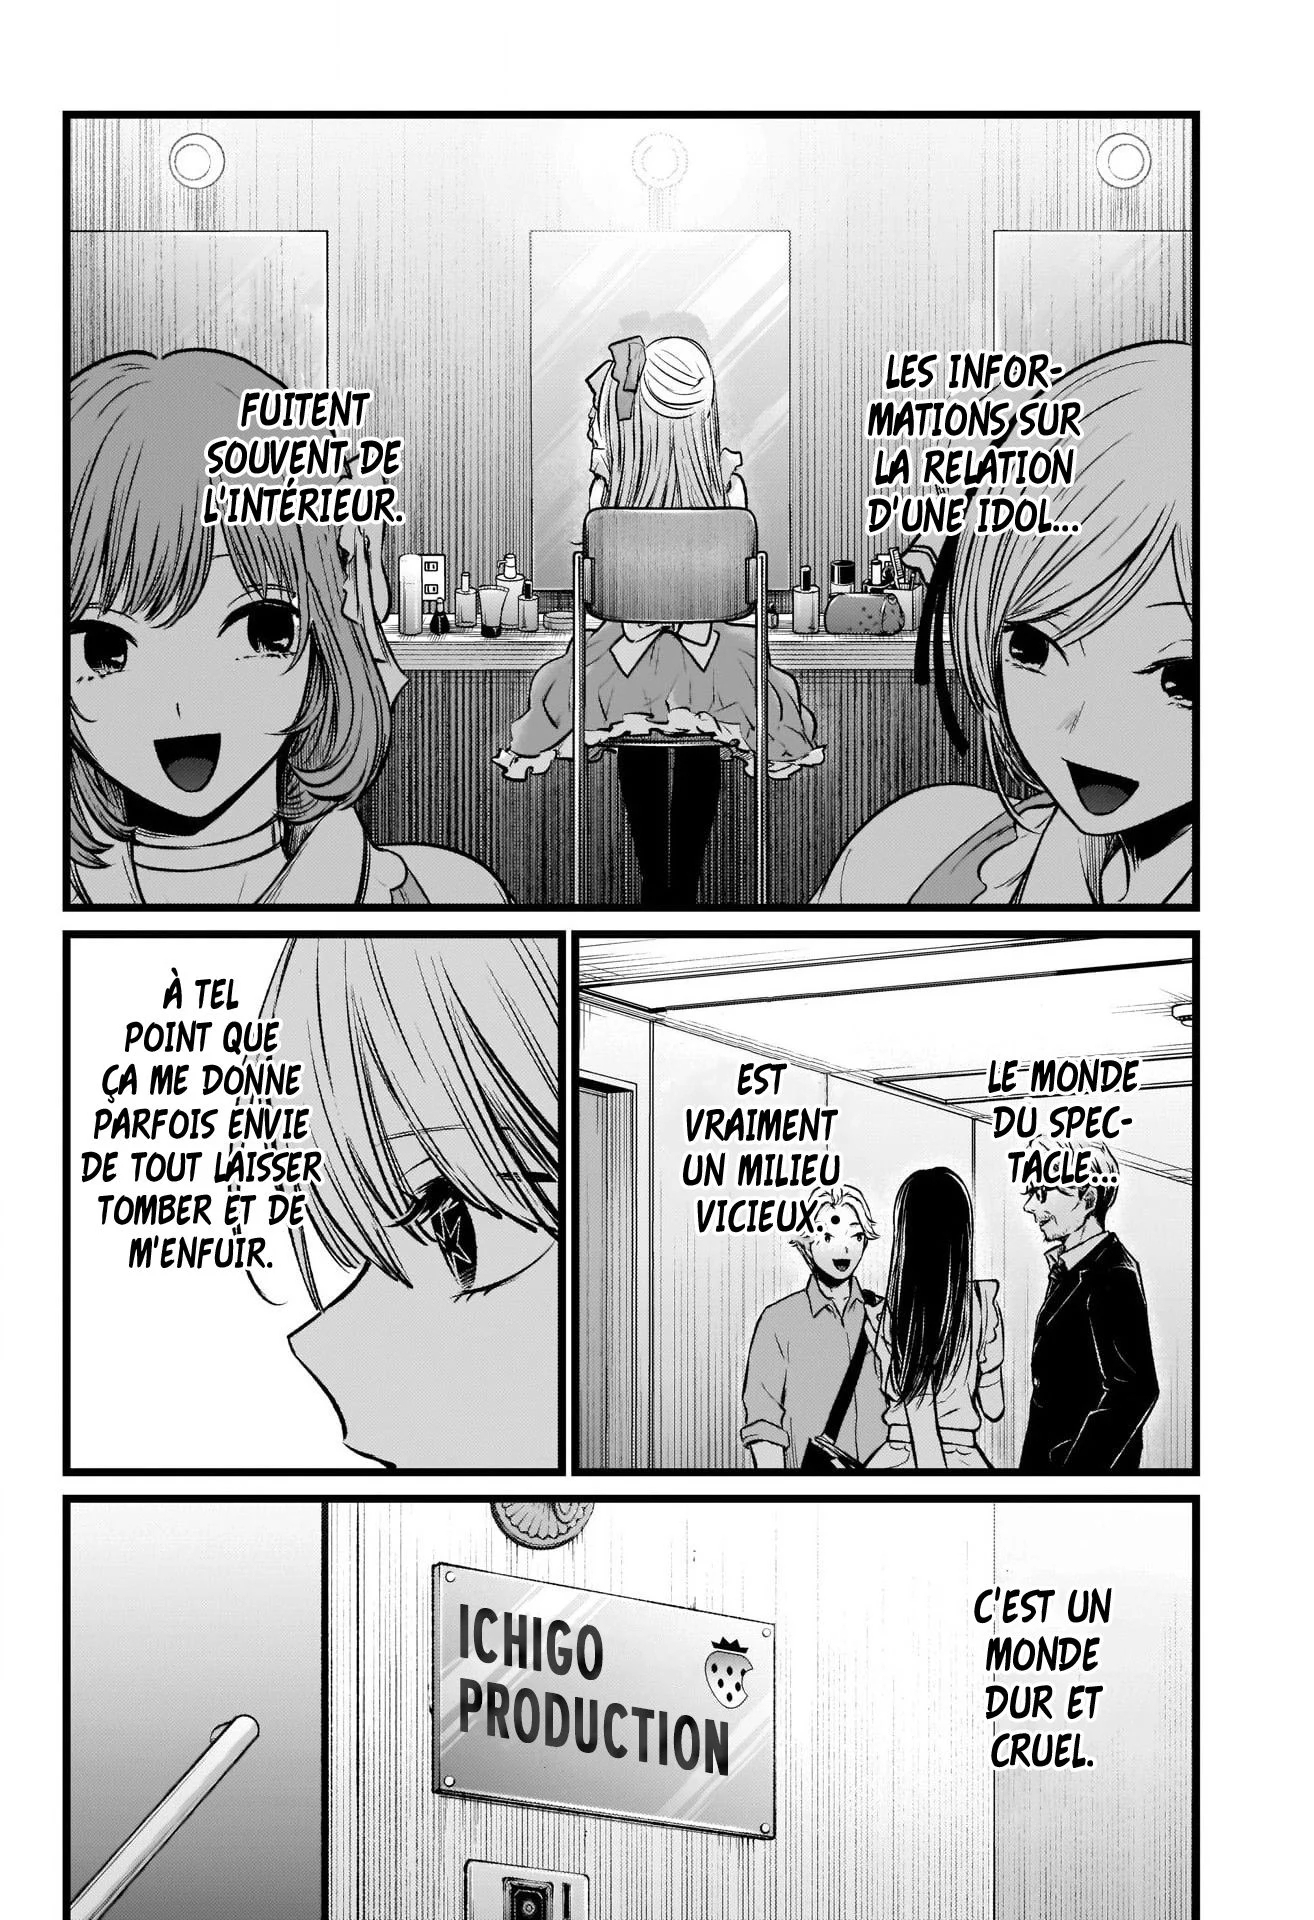 LES INFOR-
MATIONS SUR
LA RELATION
D'UNE IDOL...
FUITENT
SOUVENT DE
L'INTÉRIEUR.
LE MONDE
DU SPEC-
TACLE...
EST
VRAIMENT
UN MILIEU
VICIEUX.
À TEL
POINT QUE
ÇA ME DONNE
PARFOIS ENVIE
DE TOUT LAISSER
TOMBER ET DE
M'ENFUIR.
C'EST UN
MONDE
DUR ET
CRUEL.
ICHIGO
PRODUCTION